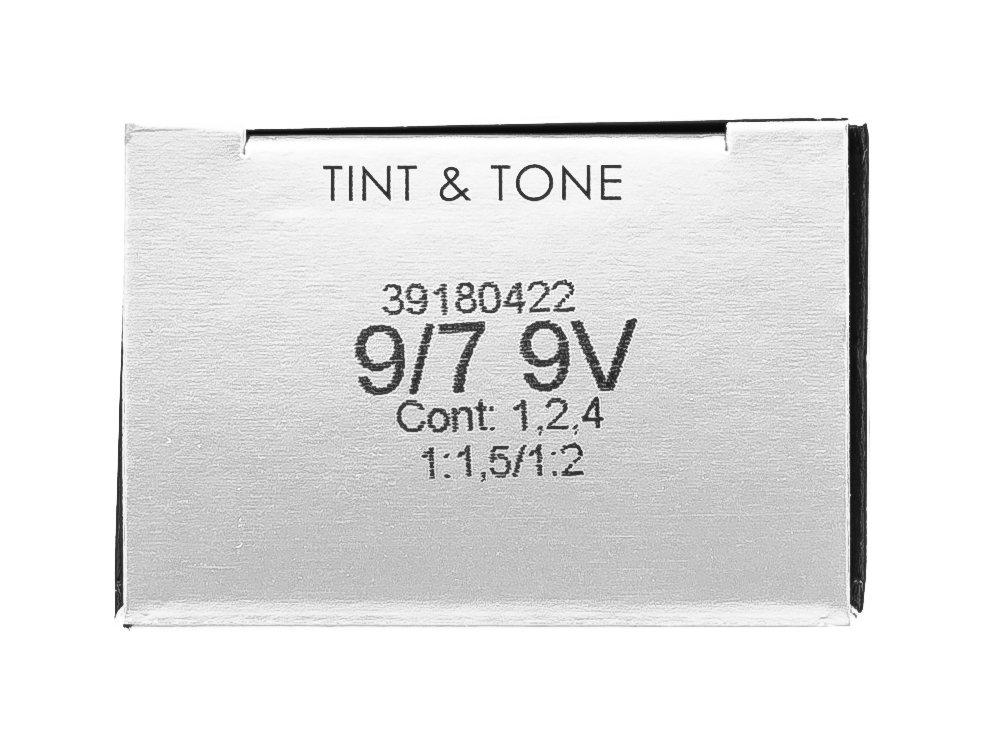 TINT & TONE
39180422
9/7 9V
Cont: 1,2,4
1:1,5/1:2